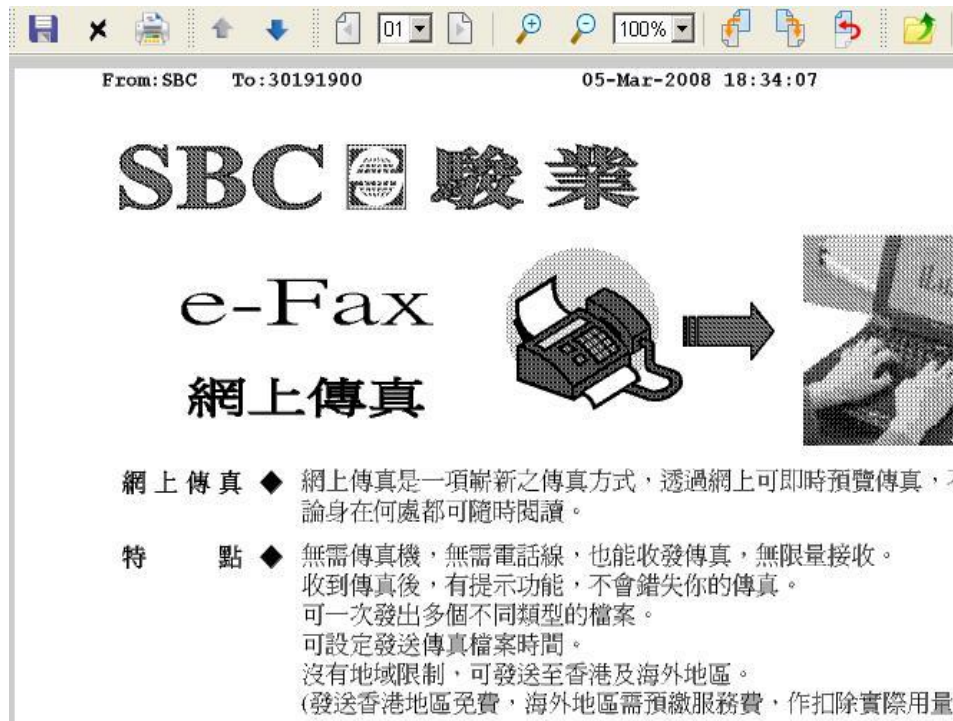 01 100%
From:SBC To:30191900 05-Mar-2008 18:34:07
SBC 駿業
e-Fax
網上傳真
網上傳真 ◆ 網上傳真是一項嶄新之傳真方式，透過網上可即時預覽傳真，不
論身在何處都可隨時閱讀。
特 點 ◆ 無需傳真機，無需電話線，也能收發傳真，無限量接收。
收到傳真後，有提示功能，不會錯失你的傳真。
可一次發出多個不同類型的檔案。
可設定發送傳真檔案時間。
沒有地域限制，可發送至香港及海外地區。
(發送香港地區免費，海外地區需預繳服務費，作扣除實際用量